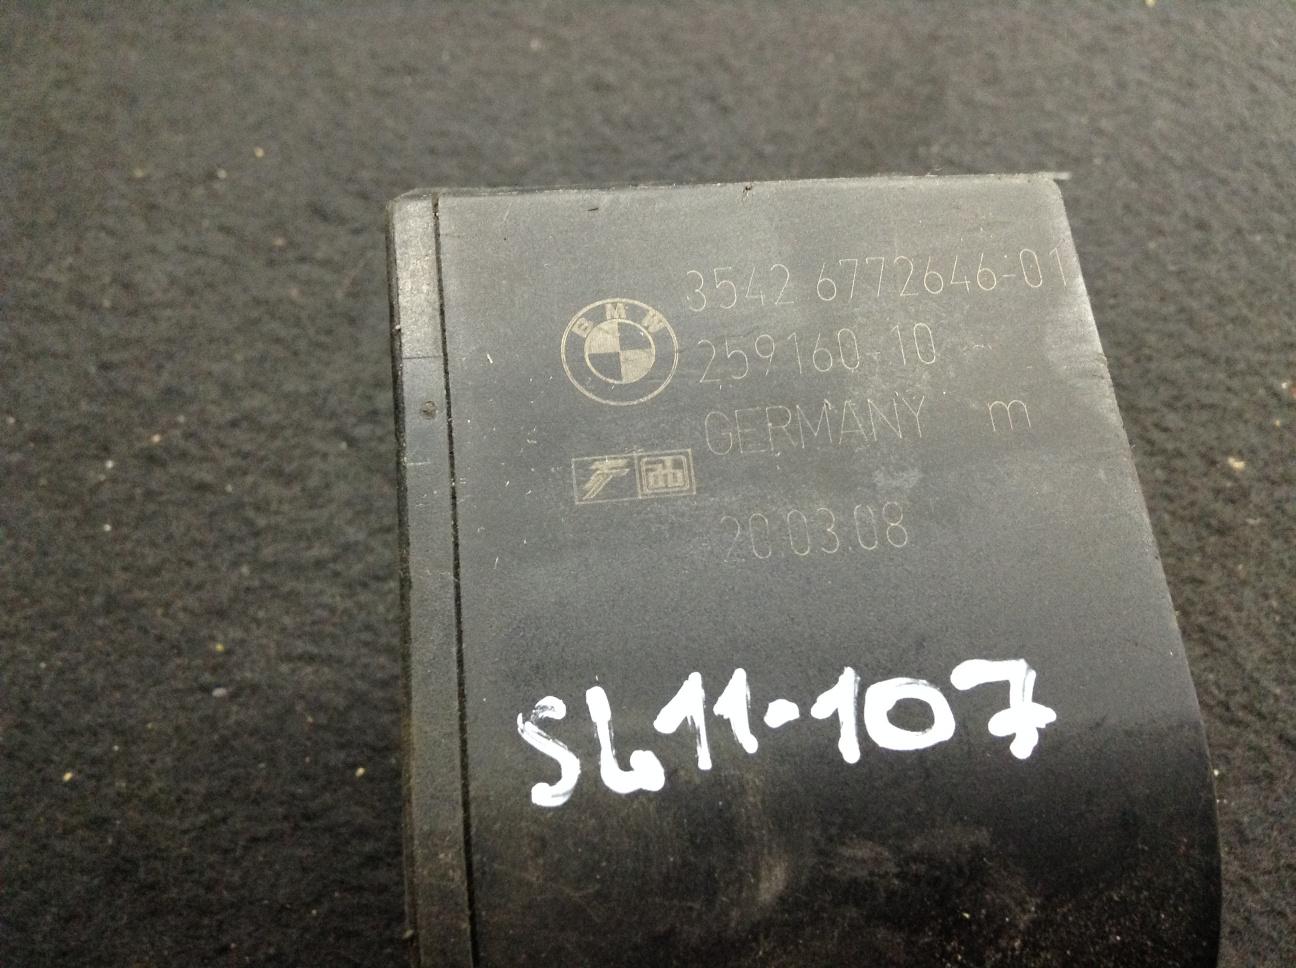 3542 6772646-01
BMW
259160-10
GERMANY m
20.03.08
SL11-107